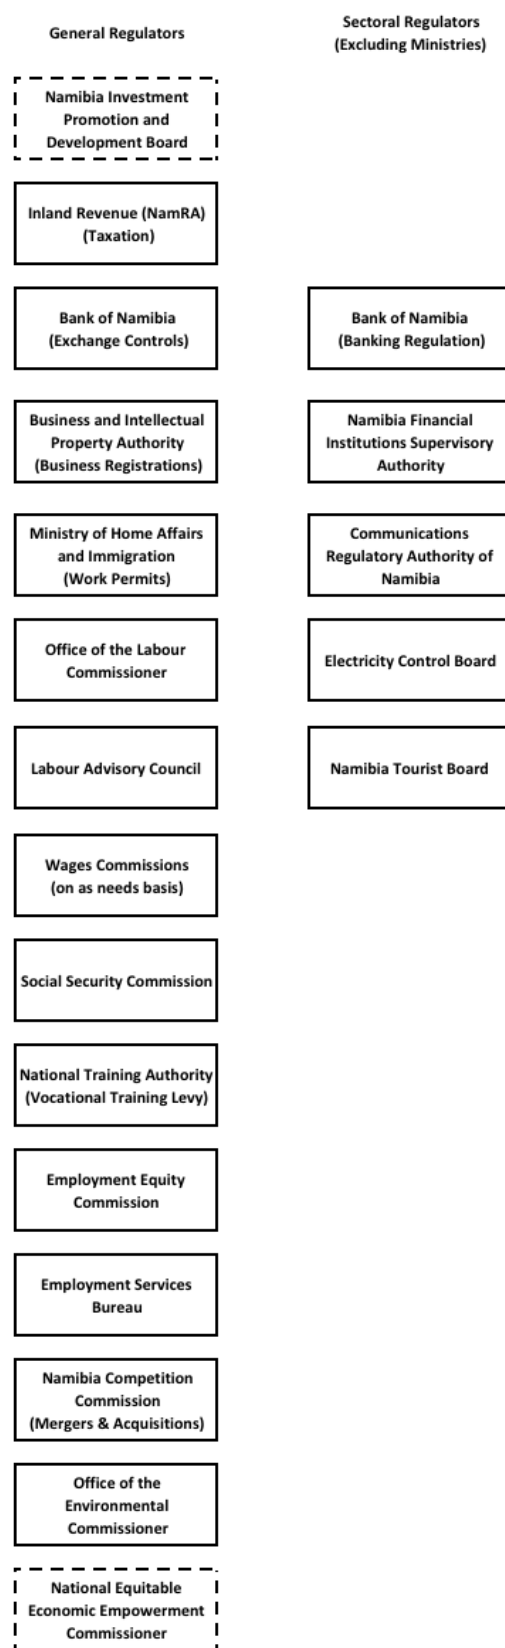 General Regulators
Sectoral Regulators
(Excluding Ministries)
Namibia Investment
Promotion and
Development Board
Inland Revenue (NamRA)
(Taxation)
Bank of Namibia
(Exchange Controls)
Bank of Namibia
(Banking Regulation)
Business and Intellectual
Property Authority
(Business Registrations)
Namibia Financial
Institutions Supervisory
Authority
Ministry of Home Affairs
and Immigration
(Work Permits)
Communications
Regulatory Authority of
Namibia
Office of the Labour
Commissioner
Electricity Control Board
Labour Advisory Council
Namibia Tourist Board
Wages Commissions
(on as needs basis)
Social Security Commission
National Training Authority
(Vocational Training Levy)
Employment Equity
Commission
Employment Services
Bureau
Namibia Competition
Commission
(Mergers & Acquisitions)
Office of the
Environmental
Commissioner
National Equitable
Economic Empowerment
Commissioner